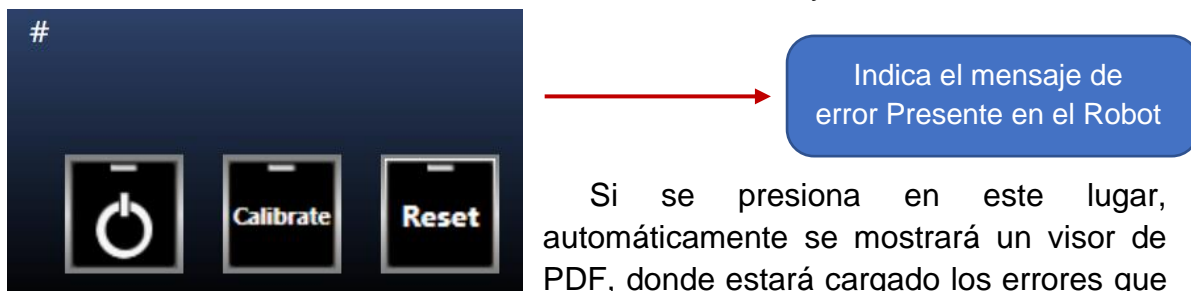 #
Calibrate
Reset
Indica el mensaje de
error Presente en el Robot
Si se presiona en este lugar,
automáticamente se mostrará un visor de
PDF, donde estará cargado los errores que